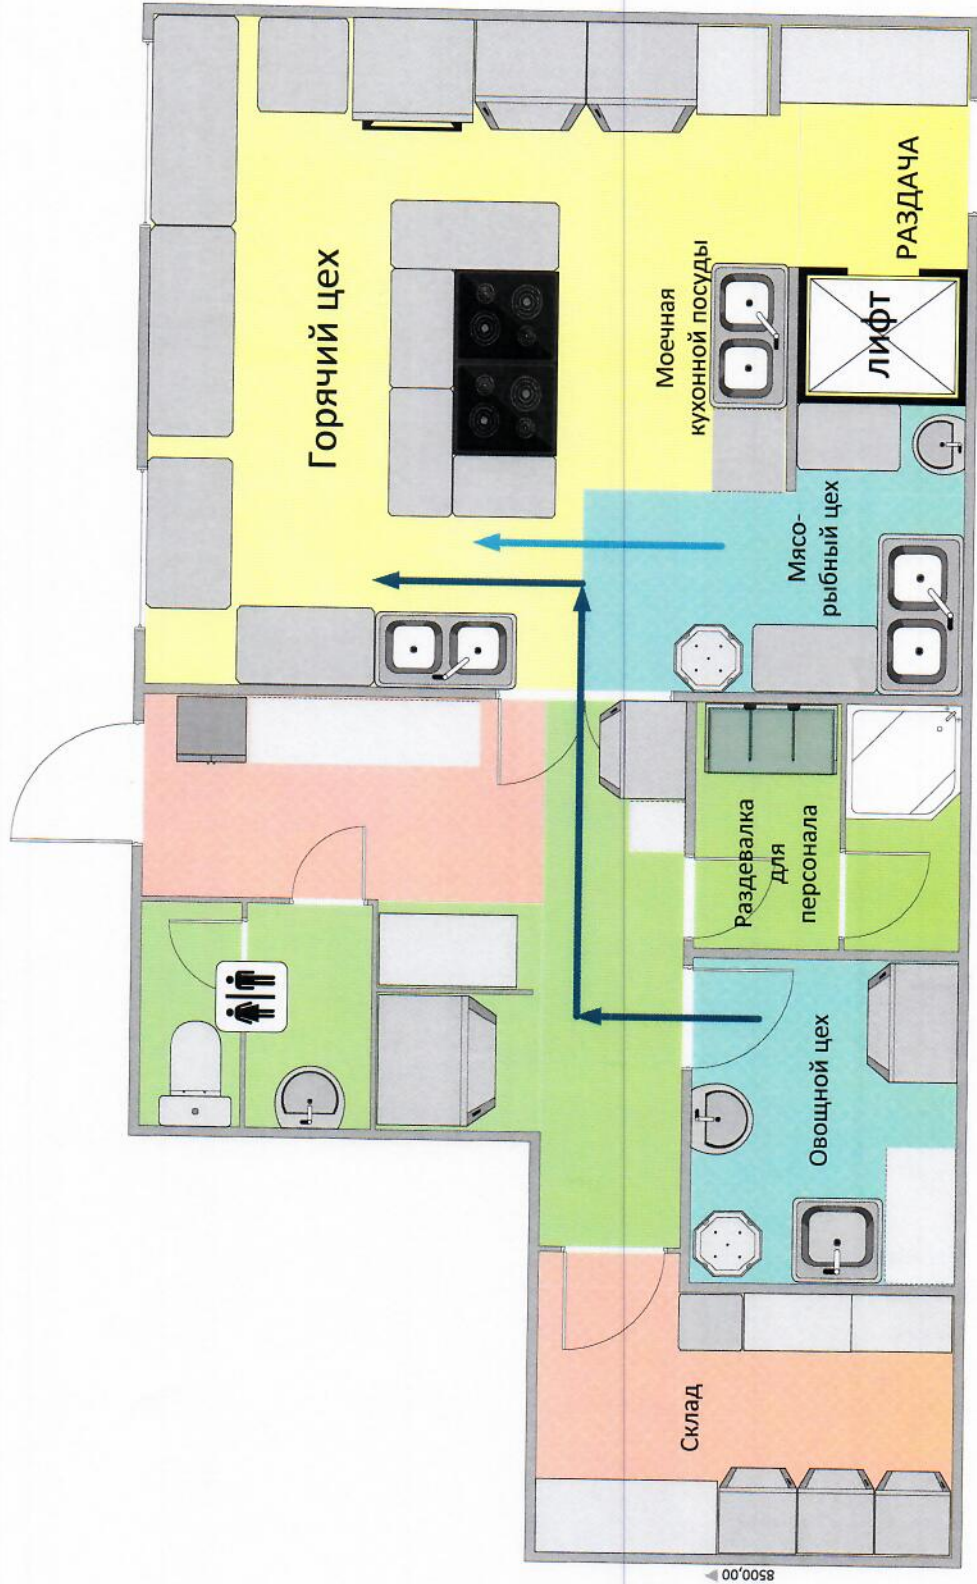 Горячий цех
Моечная
кухонной посуды
РАЗДАЧА
ЛИФТ
Мясо-
рыбный цех
Раздевалка
для
персонала
Овощной цех
Склад
8500,00